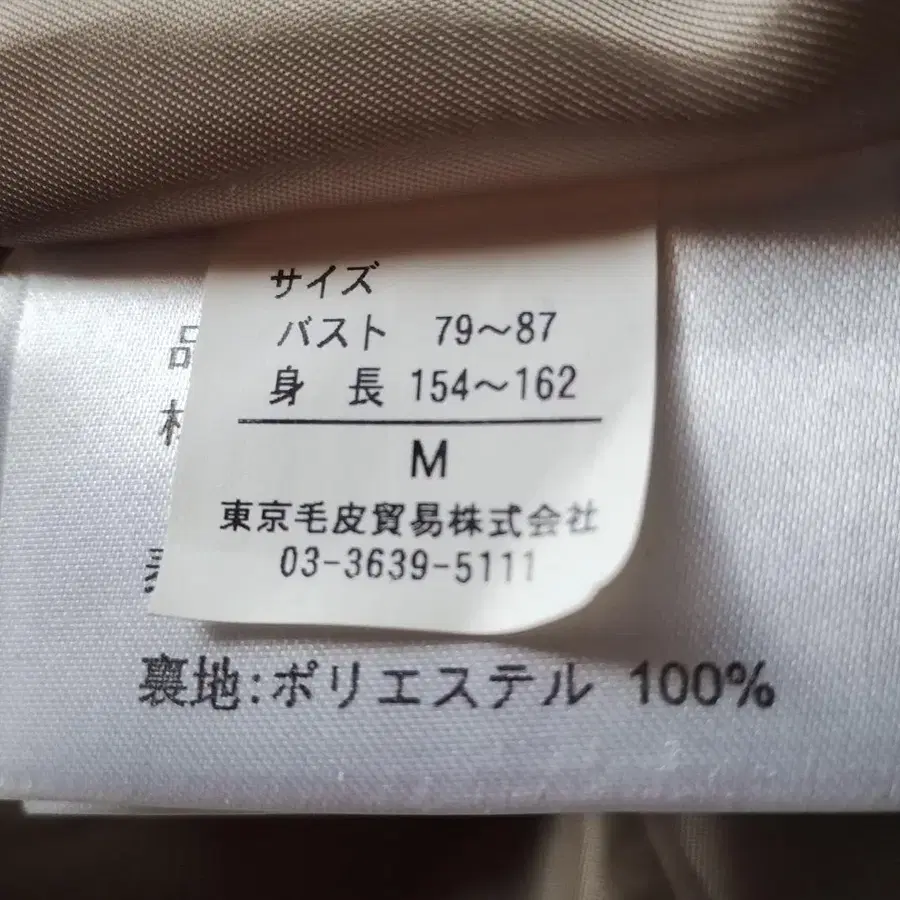 サイズ
バスト 79～87
身 長 154～162
M
東京毛皮貿易株式会社
03-3639-5111
品
裏地:ポリエステル 100%